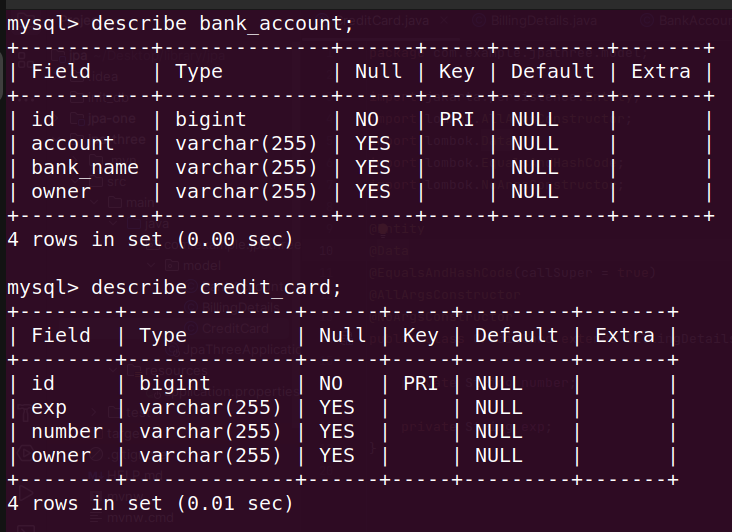 mysql> describe bank_account;
+-----------+--------------+------+-----+---------+-------+
| Field     | Type         | Null | Key | Default | Extra |
+-----------+--------------+------+-----+---------+-------+
| id        | bigint       | NO   | PRI | NULL    |       |
| account   | varchar(255) | YES  |     | NULL    |       |
| bank_name | varchar(255) | YES  |     | NULL    |       |
| owner     | varchar(255) | YES  |     | NULL    |       |
+-----------+--------------+------+-----+---------+-------+
4 rows in set (0.00 sec)
mysql> describe credit_card;
+--------+--------------+------+-----+---------+-------+
| Field  | Type         | Null | Key | Default | Extra |
+--------+--------------+------+-----+---------+-------+
| id     | bigint       | NO   | PRI | NULL    |       |
| exp    | varchar(255) | YES  |     | NULL    |       |
| number | varchar(255) | YES  |     | NULL    |       |
| owner  | varchar(255) | YES  |     | NULL    |       |
+--------+--------------+------+-----+---------+-------+
4 rows in set (0.01 sec)